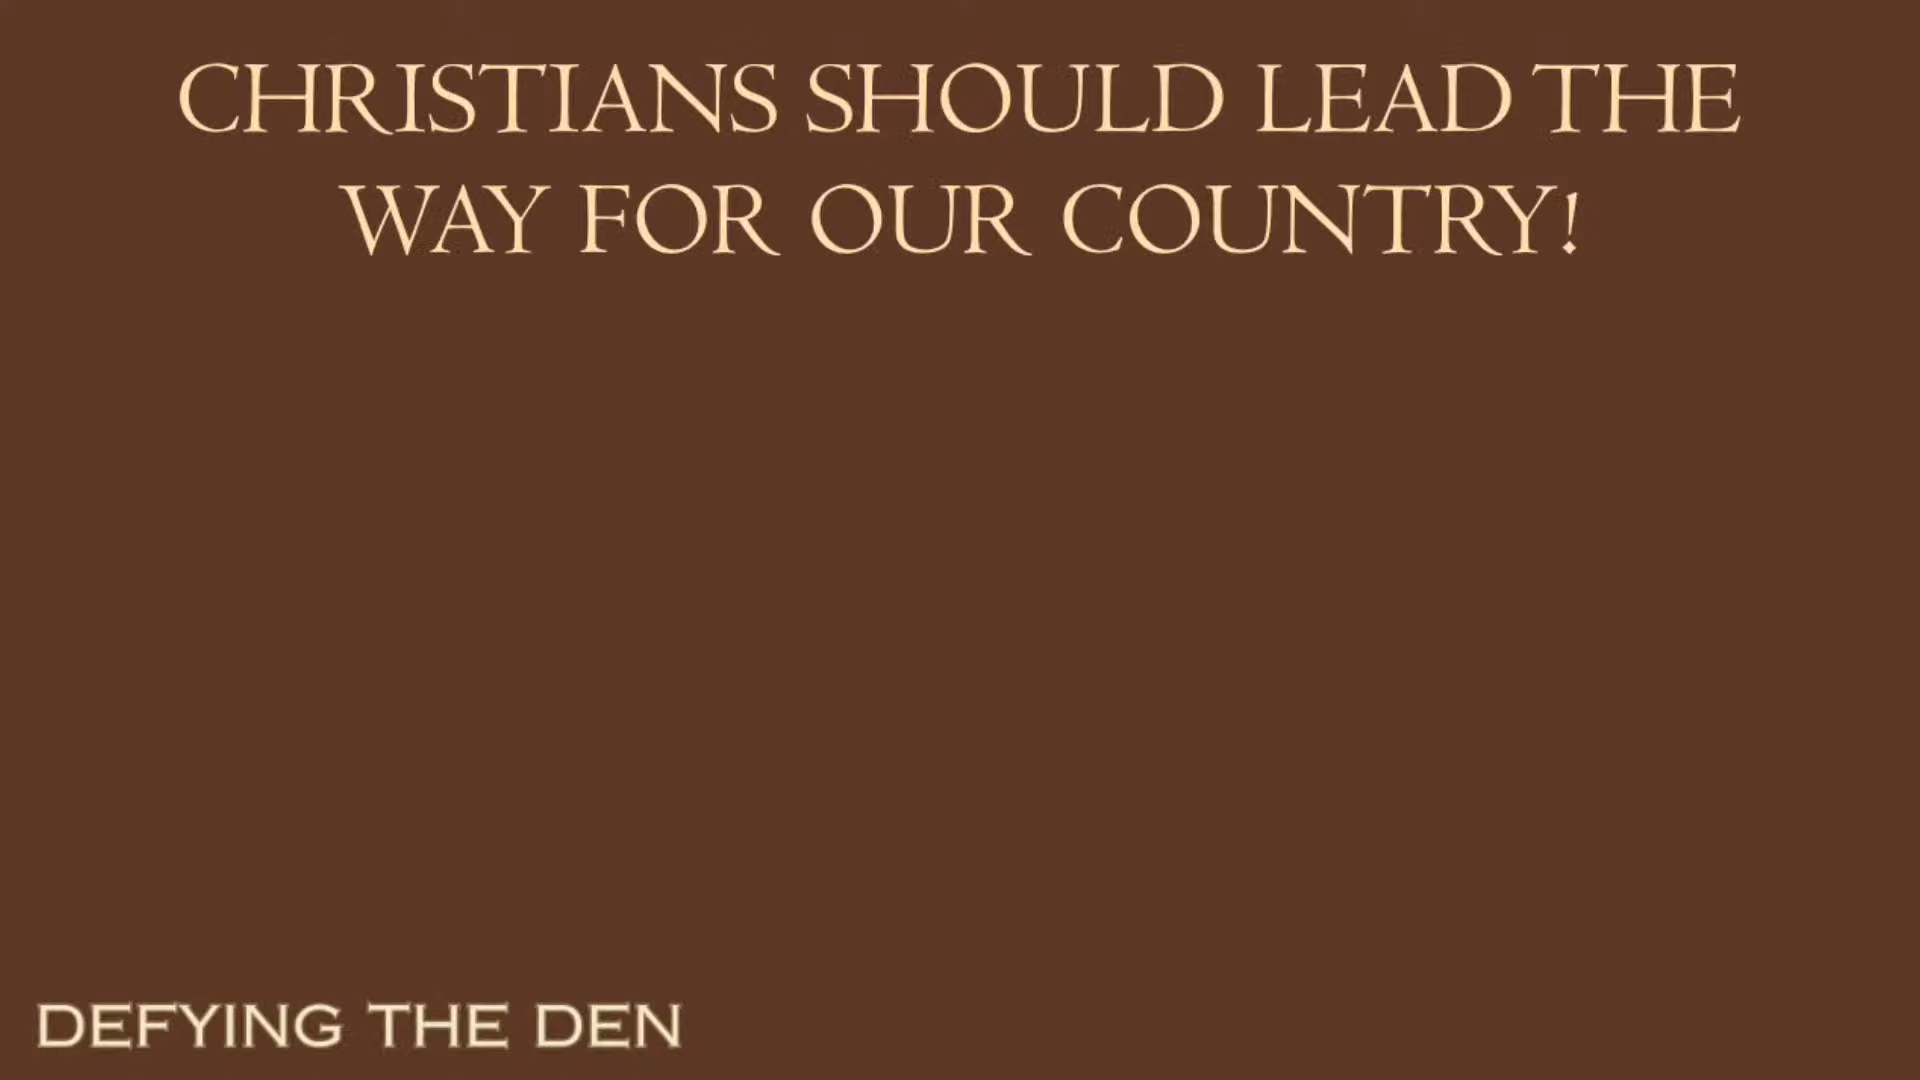 CHRISTIANS SHOULD LEAD THE
WAY FOR OUR COUNTRY!
DEFYING THE DEN